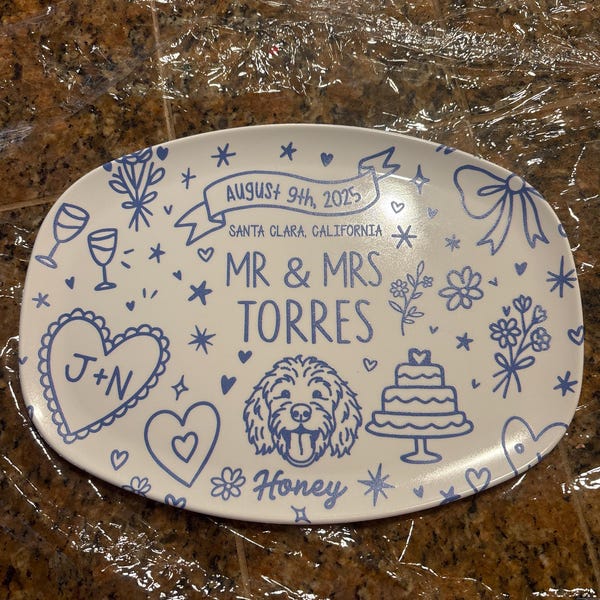 August 9th, 2025
SANTA CLARA, CALIFORNIA
MR & MRS
TORRES
J+N
Honey